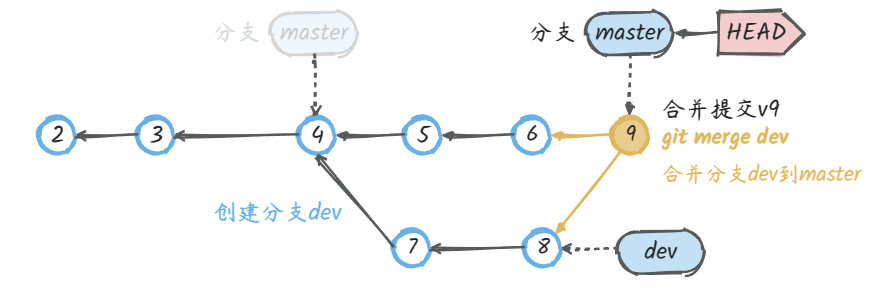 分支 master
分支 master
HEAD
2 3 4 5 6 9
合并提交v9
git merge dev
合并分支dev到master
创建分支dev
7 8
dev